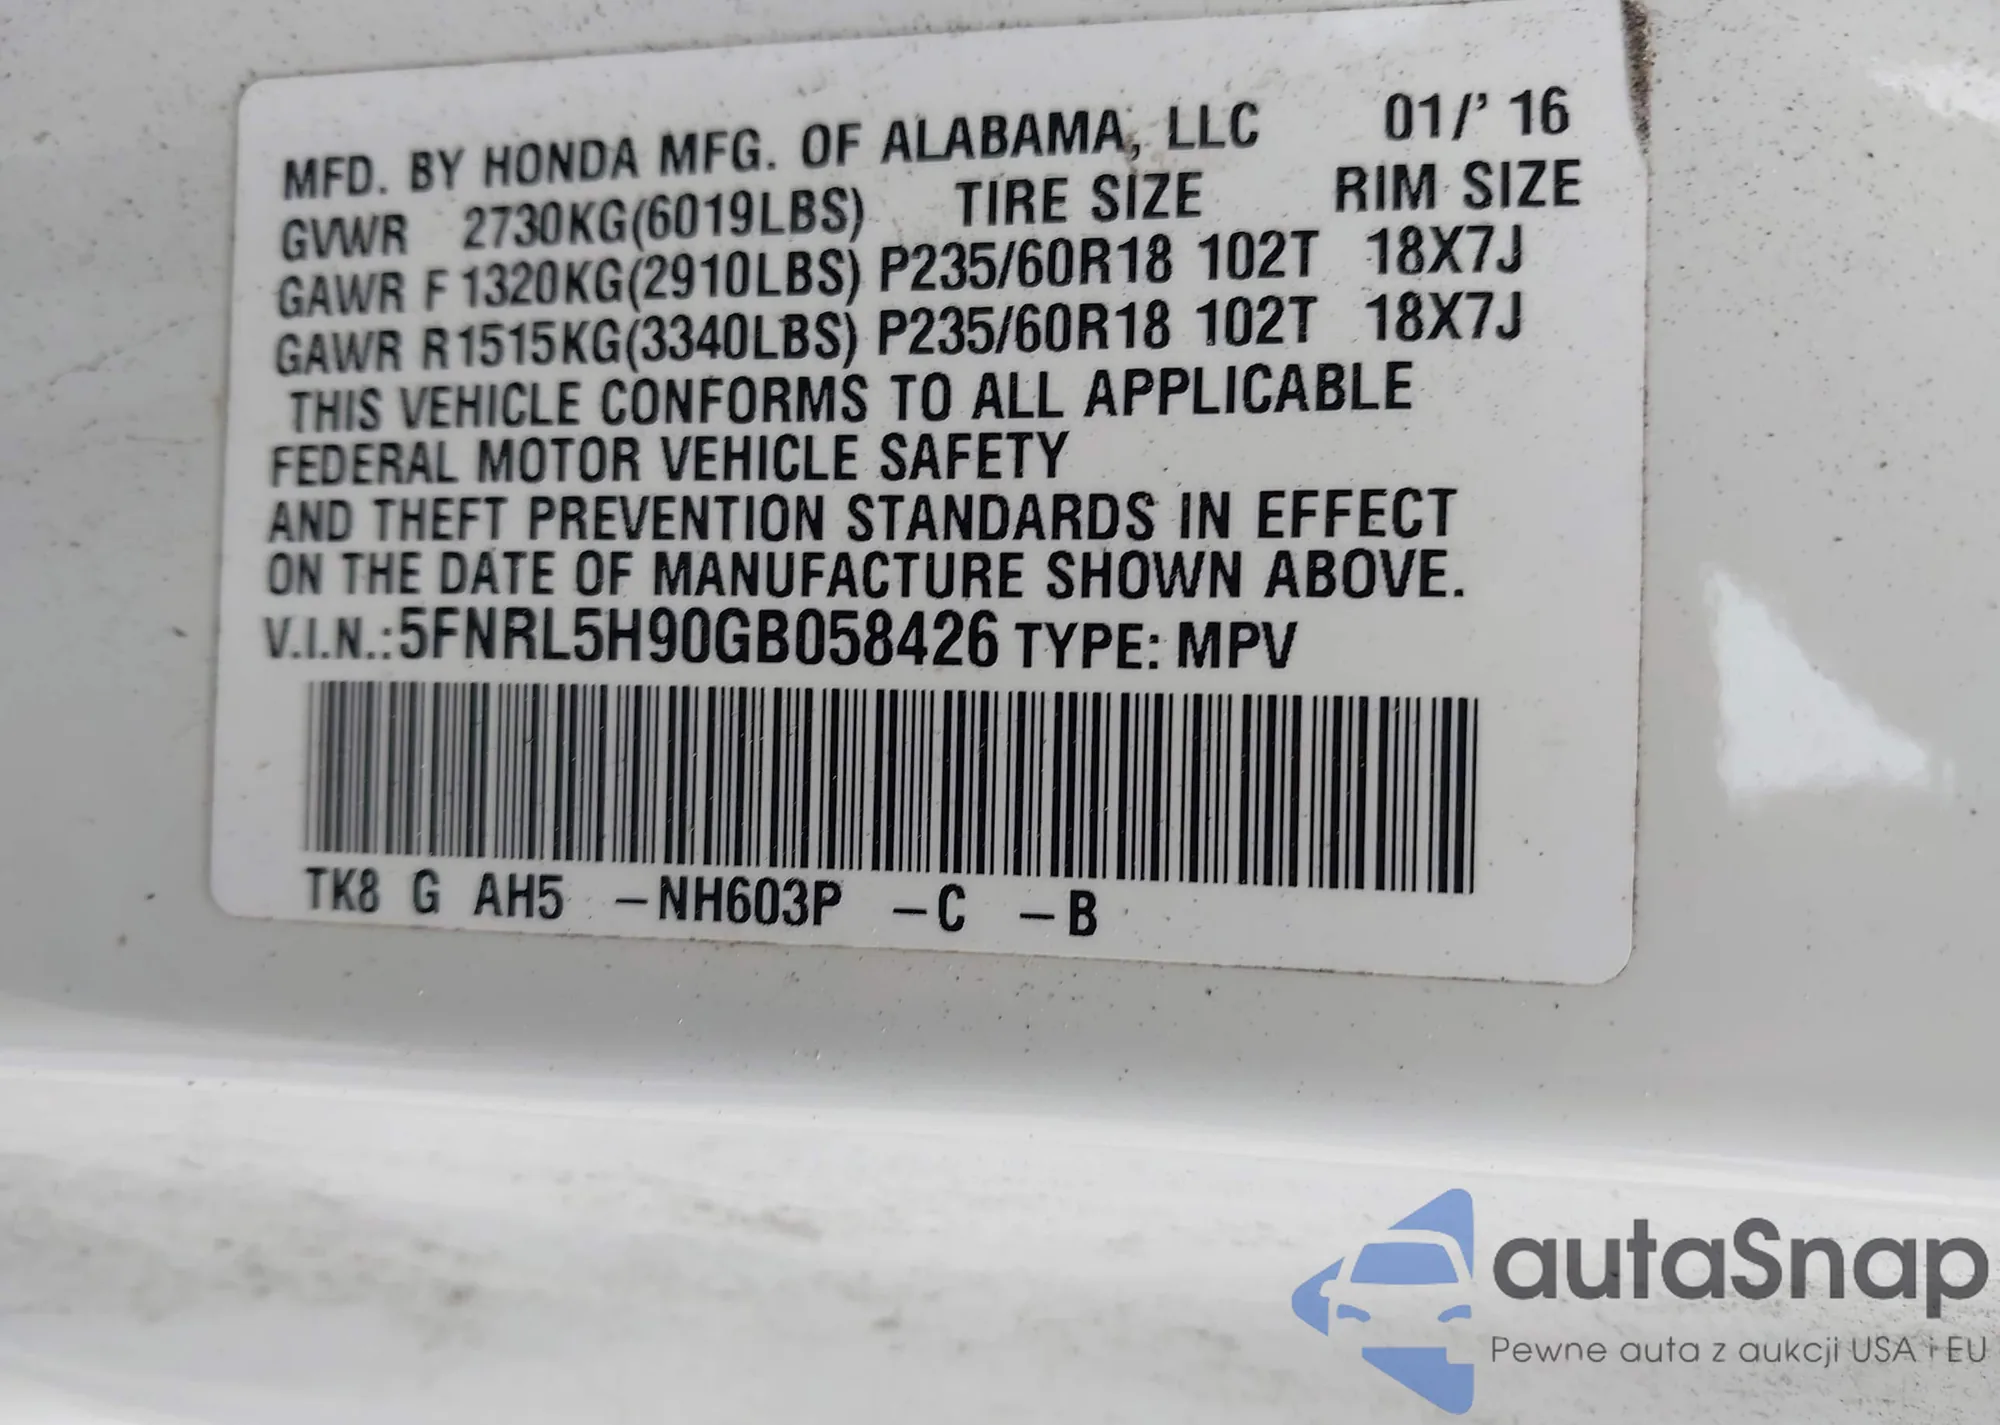 MFD. BY HONDA MFG. OF ALABAMA, LLC 01/' 16
GVWR 2730KG(6019LBS) TIRE SIZE RIM SIZE
GAWR F 1320KG(2910LBS) P235/60R18 102T 18X7J
GAWR R 1515KG(3340LBS) P235/60R18 102T 18X7J
THIS VEHICLE CONFORMS TO ALL APPLICABLE
FEDERAL MOTOR VEHICLE SAFETY
AND THEFT PREVENTION STANDARDS IN EFFECT
ON THE DATE OF MANUFACTURE SHOWN ABOVE.
V.I.N.:5FNRL5H90GB058426 TYPE: MPV
TK8 G AH5 -NH603P -C -B
autaSnap
Pewne auta z aukcji USA i EU